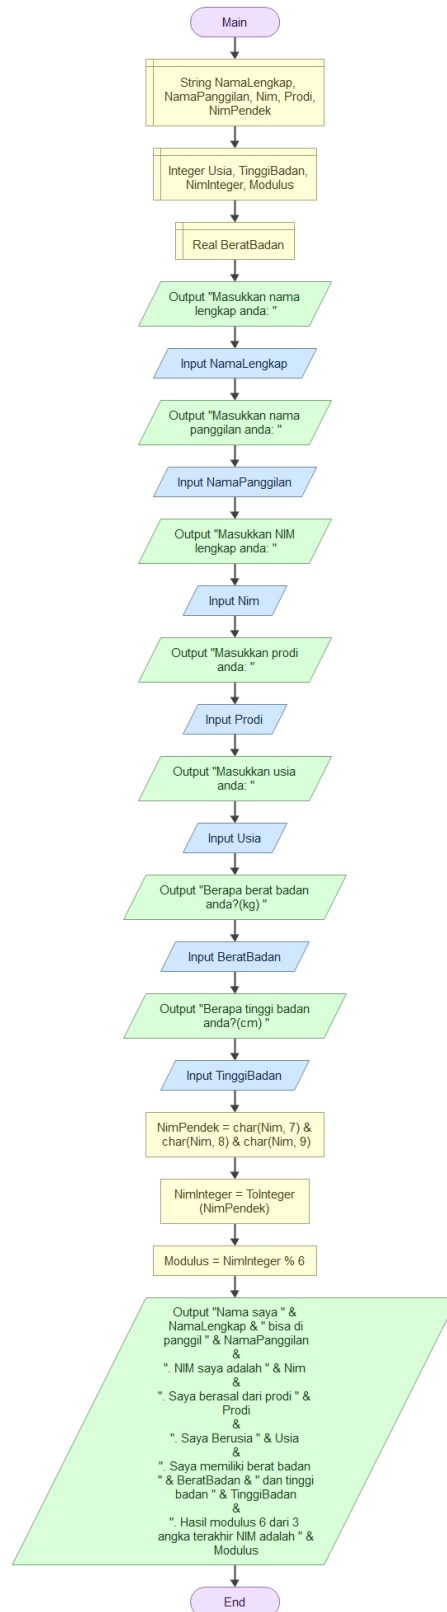 Main
String NamaLengkap,
NamaPanggilan, Nim, Prodi,
NimPendek
Integer Usia, TinggiBadan,
NimInteger, Modulus
Real BeratBadan
Output "Masukkan nama
lengkap anda: "
Input NamaLengkap
Output "Masukkan nama
panggilan anda: "
Input NamaPanggilan
Output "Masukkan NIM
lengkap anda: "
Input Nim
Output "Masukkan prodi
anda: "
Input Prodi
Output "Masukkan usia
anda: "
Input Usia
Output "Berapa berat badan
anda?(kg) "
Input BeratBadan
Output "Berapa tinggi badan
anda?(cm) "
Input TinggiBadan
NimPendek = char(Nim, 7) &
char(Nim, 8) & char(Nim, 9)
NimInteger = ToInteger
(NimPendek)
Modulus = NimInteger % 6
Output "Nama saya " &
NamaLengkap & " bisa di
panggil " & NamaPanggilan
&
". NIM saya adalah " & Nim
&
". Saya berasal dari prodi " &
Prodi
&
". Saya Berusia " & Usia
&
". Saya memiliki berat badan
" & BeratBadan & " dan tinggi
badan " & TinggiBadan
&
". Hasil modulus 6 dari 3
angka terakhir NIM adalah " &
Modulus
End